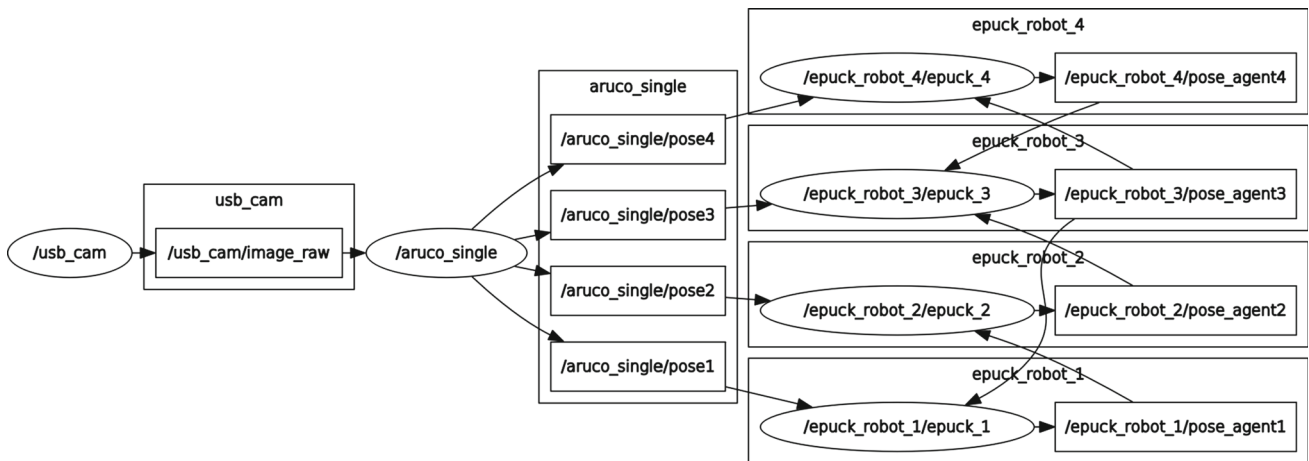 /usb_cam
usb_cam
/usb_cam/image_raw
/aruco_single
aruco_single
/aruco_single/pose4
/aruco_single/pose3
/aruco_single/pose2
/aruco_single/pose1
epuck_robot_4
/epuck_robot_4/epuck_4
/epuck_robot_4/pose_agent4
epuck_robot_3
/epuck_robot_3/epuck_3
/epuck_robot_3/pose_agent3
epuck_robot_2
/epuck_robot_2/epuck_2
/epuck_robot_2/pose_agent2
epuck_robot_1
/epuck_robot_1/epuck_1
/epuck_robot_1/pose_agent1